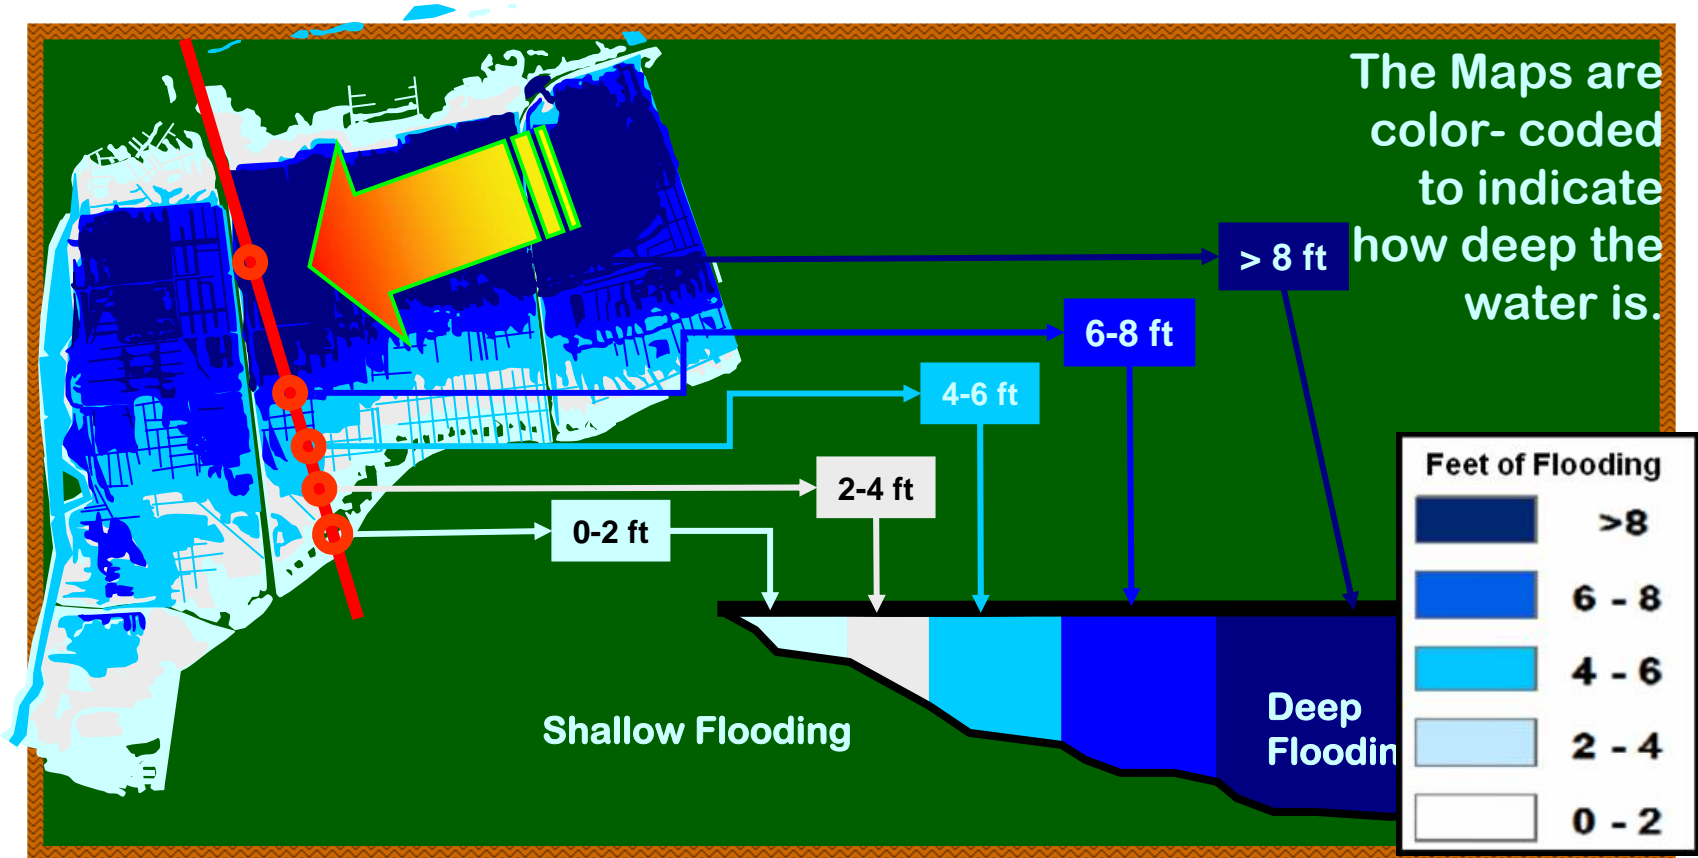 The Maps are
color- coded
to indicate
how deep the
water is.
> 8 ft
6-8 ft
4-6 ft
2-4 ft
0-2 ft
Shallow Flooding
Deep
Floodin
Feet of Flooding
>8
6 - 8
4 - 6
2 - 4
0 - 2